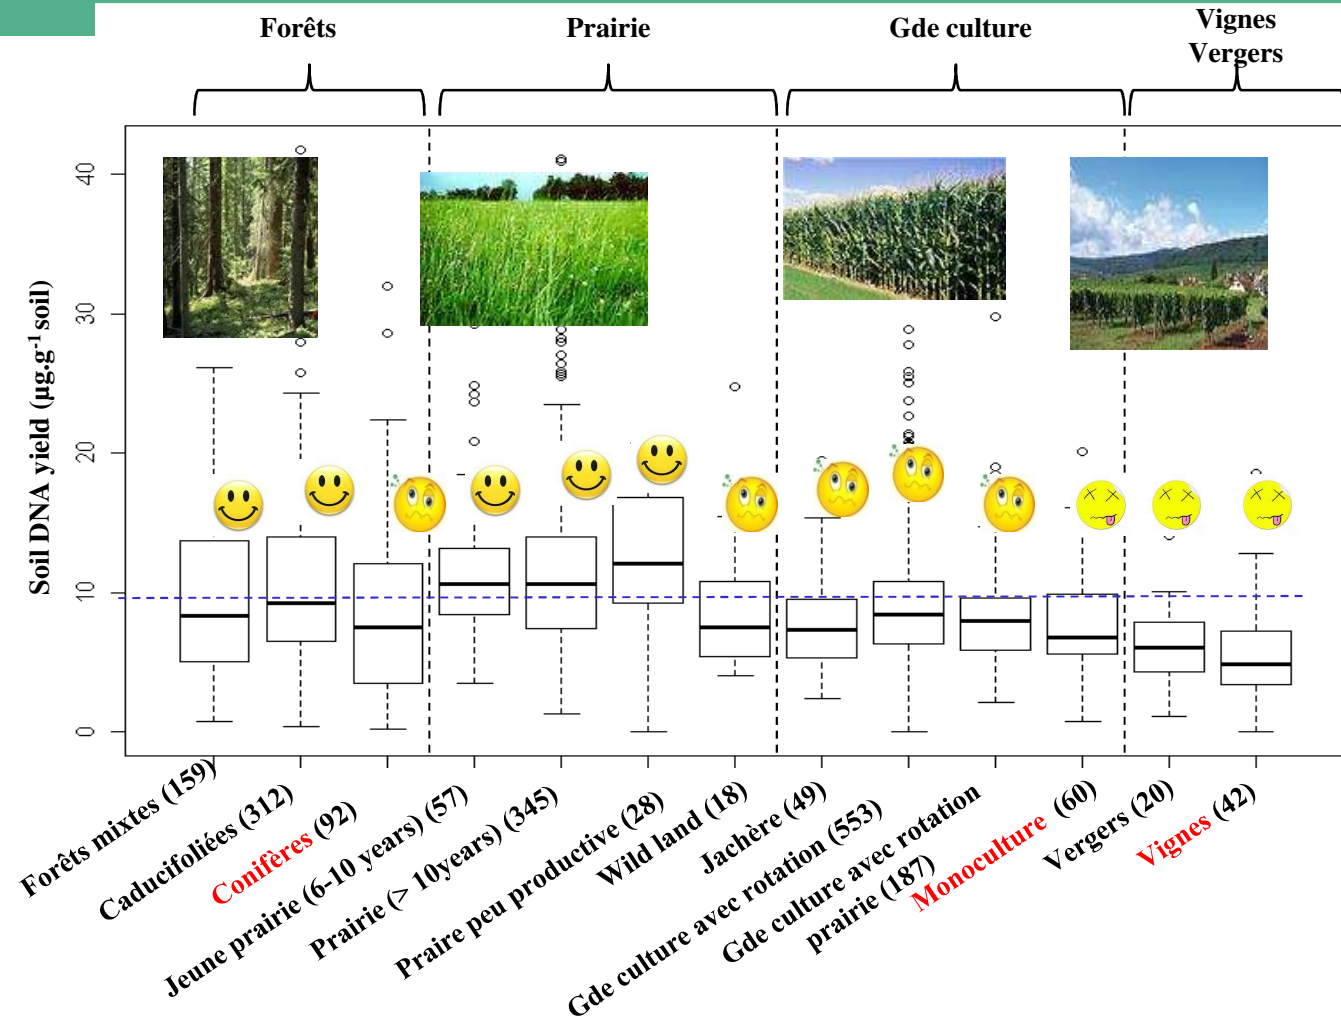 Forêts
Prairie
Gde culture
Vignes
Vergers
Soil DNA yield (µg.g-1 soil)
40
30
20
10
0
Forêts mixtes (159)
Caducifoliées (312)
Conifères (92)
Jeune prairie (6-10 years) (57)
Prairie (> 10years) (345)
Praire peu productive (28)
Wild land (18)
Jachère (49)
Gde culture avec rotation (553)
Gde culture avec rotation
prairie (187)
Monoculture (60)
Vergers (20)
Vignes (42)